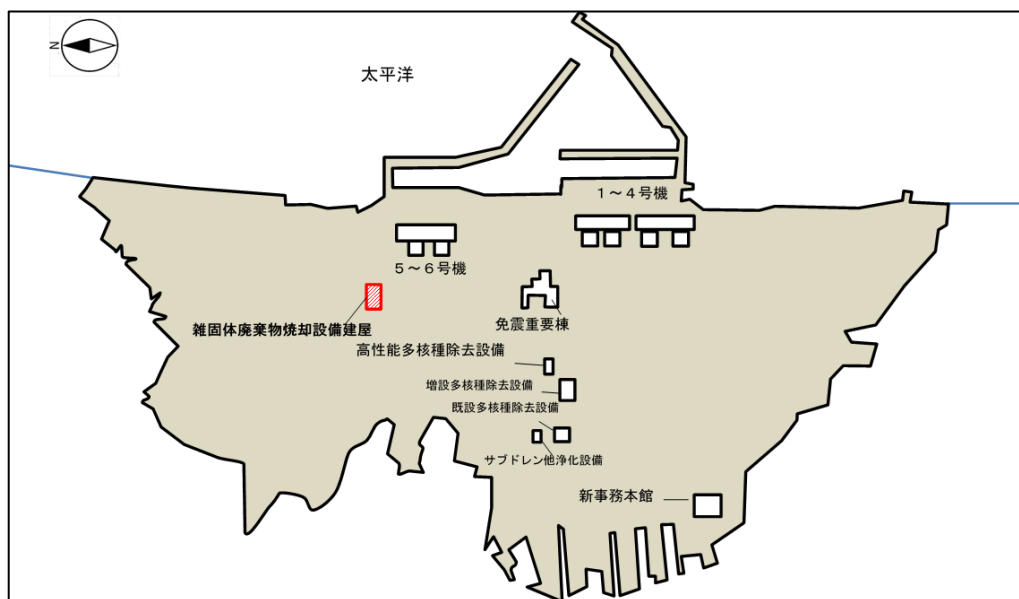 N
太平洋
1～4号機
5～6号機
雑固体廃棄物焼却設備建屋
免震重要棟
高性能多核種除去設備
増設多核種除去設備
既設多核種除去設備
サブドレン他浄化設備
新事務本館